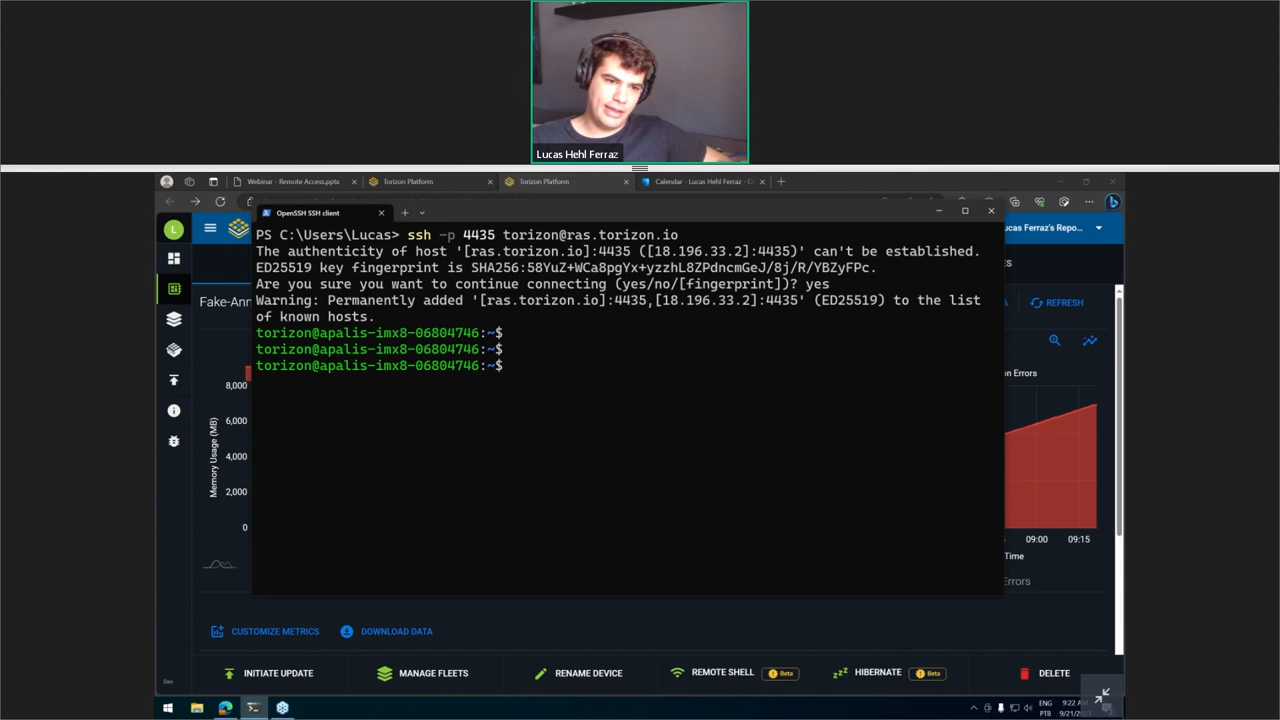 Lucas Hehl Ferraz
Webinar - Remote Access.pptx
Torizon Platform
Torizon Platform
Calendar - Lucas Hehl Ferraz -
OpenSSH SSH client
L
PS C:\Users\Lucas> ssh -p 4435 torizon@ras.torizon.io
The authenticity of host '[ras.torizon.io]:4435 ([18.196.33.2]:4435)' can't be established.
ED25519 key fingerprint is SHA256:58YuZ+WCa8pgYx+yzzhL8ZPdncmGeJ/8j/R/YBZyFPc.
Are you sure you want to continue connecting (yes/no/[fingerprint])? yes
Warning: Permanently added '[ras.torizon.io]:4435,[18.196.33.2]:4435' (ED25519) to the list
of known hosts.
torizon@apalis-imx8-06804746:~$
torizon@apalis-imx8-06804746:~$
torizon@apalis-imx8-06804746:~$
ucas Ferraz's Repo...
ES
Fake-Ann
REFRESH
on Errors
8,000
6,000
4,000
2,000
0
Memory Usage (MB)
09:00
09:15
Time
Errors
CUSTOMIZE METRICS
DOWNLOAD DATA
INITIATE UPDATE
MANAGE FLEETS
RENAME DEVICE
REMOTE SHELL
Beta
HIBERNATE
Beta
DELETE
Dev
ENG
PTB
9:22
9/21/